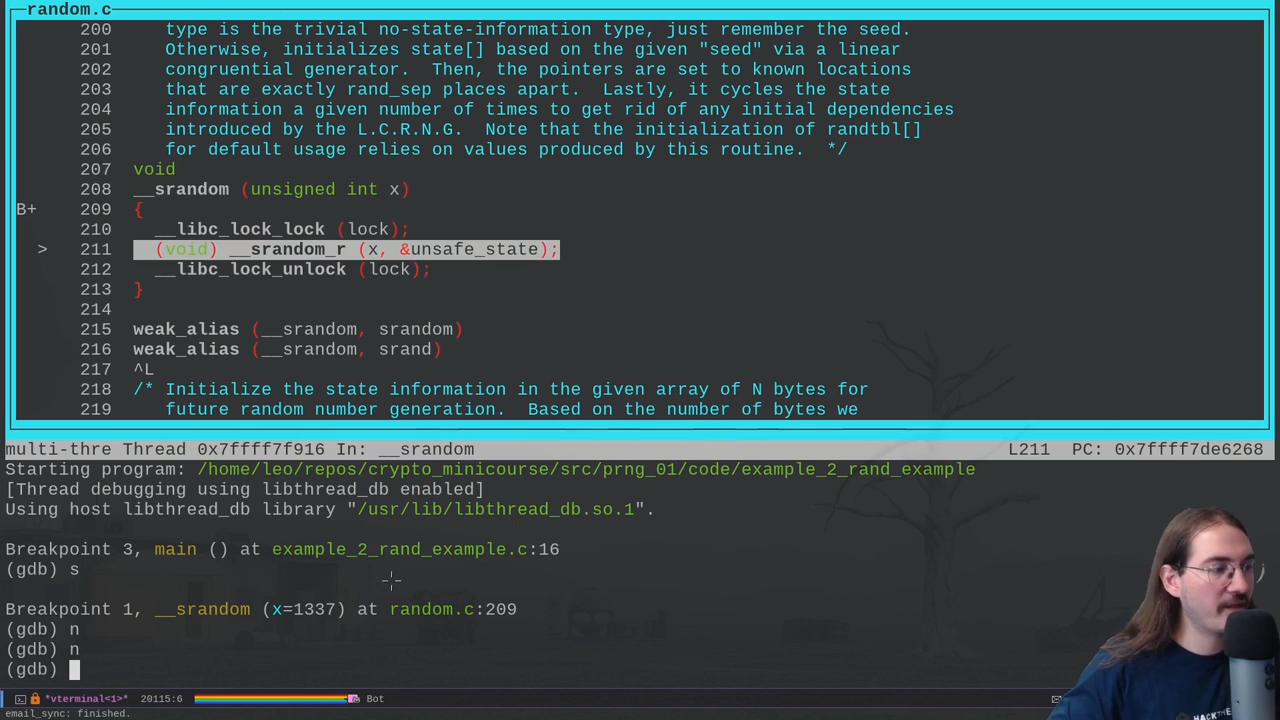 random.c
200 type is the trivial no-state-information type, just remember the seed.
201 Otherwise, initializes state[] based on the given "seed" via a linear
202 congruential generator.  Then, the pointers are set to known locations
203 that are exactly rand_sep places apart.  Lastly, it cycles the state
204 information a given number of times to get rid of any initial dependencies
205 introduced by the L.C.R.N.G.  Note that the initialization of randtbl[]
206 for default usage relies on values produced by this routine.  */
207 void
208 __srandom (unsigned int x)
B+ 209 {
210 __libc_lock_lock (lock);
> 211 (void) __srandom_r (x, &unsafe_state);
212 __libc_lock_unlock (lock);
213 }
214
215 weak_alias (__srandom, srandom)
216 weak_alias (__srandom, srand)
217 ^L
218 /* Initialize the state information in the given array of N bytes for
219 future random number generation.  Based on the number of bytes we
multi-thre Thread 0x7ffff7f916 In: __srandom L211 PC: 0x7ffff7de6268
Starting program: /home/leo/repos/crypto_minicourse/src/prng_01/code/example_2_rand_example
[Thread debugging using libthread_db enabled]
Using host libthread_db library "/usr/lib/libthread_db.so.1".
Breakpoint 3, main () at example_2_rand_example.c:16
(gdb) s
Breakpoint 1, __srandom (x=1337) at random.c:209
(gdb) n
(gdb) n
(gdb)
*vterminal<1>* 20115:6 Bot
email_sync: finished.